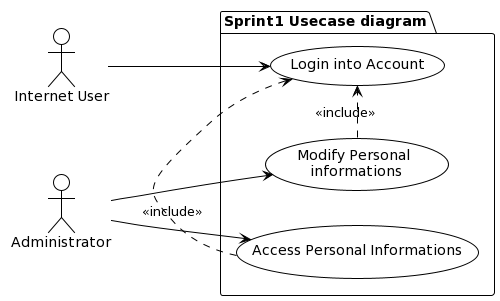 Sprint1 Usecase diagram
Login into Account
Internet User
«include»
Modify Personal
informations
«include»
Administrator
Access Personal Informations